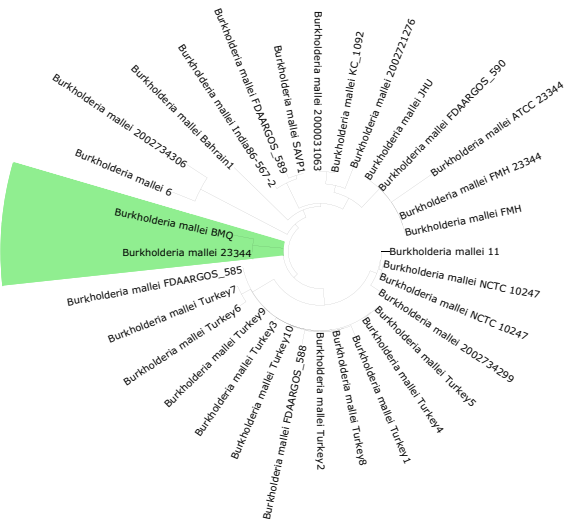 Burkholderia mallei 11
Burkholderia mallei FMH
Burkholderia mallei FMH 23344
Burkholderia mallei ATCC 23344
Burkholderia mallei FDAARGOS_590
Burkholderia mallei JHU
Burkholderia mallei 2002721276
Burkholderia mallei KC_1092
Burkholderia mallei 2000031063
Burkholderia mallei SAVP1
Burkholderia mallei FDAARGOS_589
Burkholderia mallei India86-567-2
Burkholderia mallei Bahrain1
Burkholderia mallei 2002734306
Burkholderia mallei 6
Burkholderia mallei BMQ
Burkholderia mallei 23344
Burkholderia mallei FDAARGOS_585
Burkholderia mallei Turkey7
Burkholderia mallei Turkey6
Burkholderia mallei Turkey9
Burkholderia mallei Turkey3
Burkholderia mallei Turkey10
Burkholderia mallei FDAARGOS_588
Burkholderia mallei Turkey2
Burkholderia mallei Turkey8
Burkholderia mallei Turkey1
Burkholderia mallei Turkey4
Burkholderia mallei Turkey5
Burkholderia mallei 2002734299
Burkholderia mallei NCTC 10247
Burkholderia mallei NCTC 10247